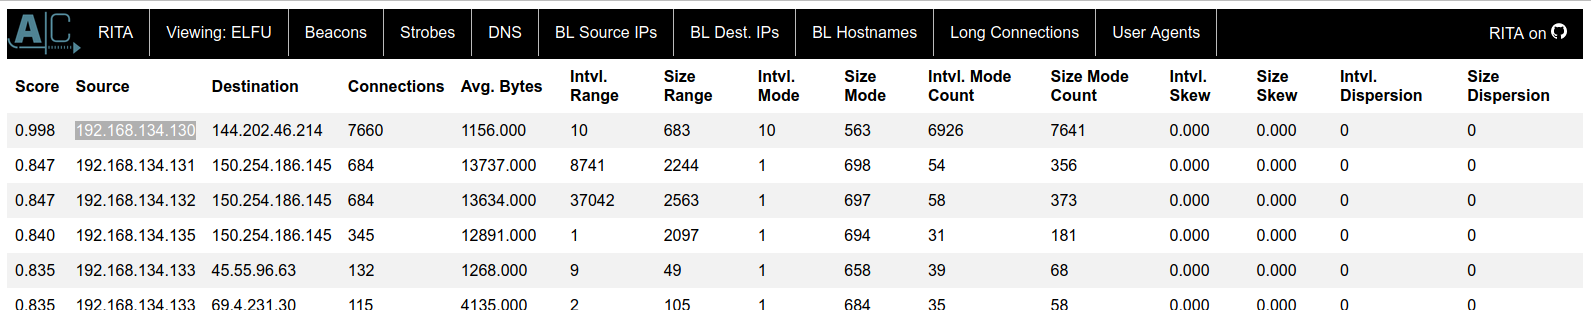 AC RITA Viewing: ELFU Beacons Strobes DNS BL Source IPs BL Dest. IPs BL Hostnames Long Connections User Agents RITA on
Score Source Destination Connections Avg. Bytes Intvl. Range Size Range Intvl. Mode Size Mode Intvl. Mode Count Size Mode Count Intvl. Skew Size Skew Intvl. Dispersion Size Dispersion
0.998 192.168.134.130 144.202.46.214 7660 1156.000 10 683 10 563 6926 7641 0.000 0.000 0 0
0.847 192.168.134.131 150.254.186.145 684 13737.000 8741 2244 1 698 54 356 0.000 0.000 0 0
0.847 192.168.134.132 150.254.186.145 684 13634.000 37042 2563 1 697 58 373 0.000 0.000 0 0
0.840 192.168.134.135 150.254.186.145 345 12891.000 1 2097 1 694 31 181 0.000 0.000 0 0
0.835 192.168.134.133 45.55.96.63 132 1268.000 9 49 1 658 39 68 0.000 0.000 0 0
0.835 192.168.134.133 69.4.231.30 115 4135.000 2 105 1 684 35 58 0.000 0.000 0 0